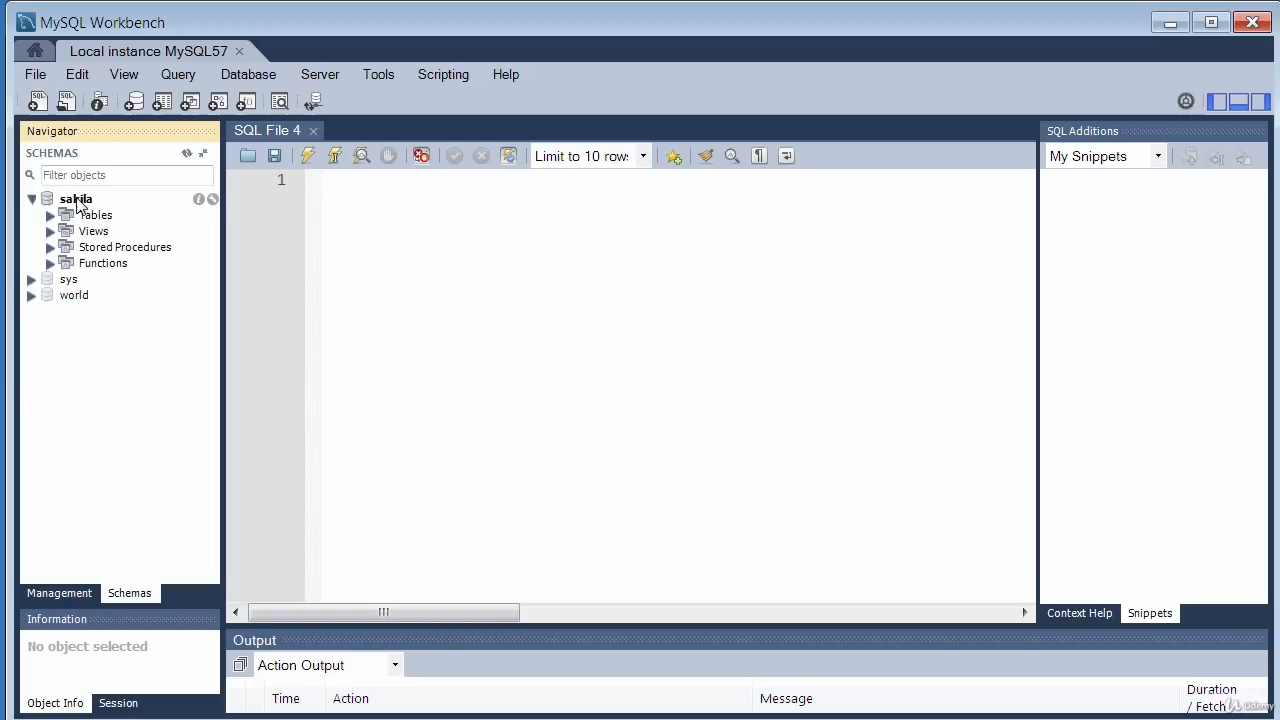 MySQL Workbench
Local instance MySQL57
File Edit View Query Database Server Tools Scripting Help
Navigator
SCHEMAS
Filter objects
sakila
Tables
Views
Stored Procedures
Functions
sys
world
Management Schemas
Information
No object selected
Object Info Session
SQL File 4
Limit to 10 rows
1
Output
Action Output
Time Action Message Duration / Fetch
SQL Additions
My Snippets
Context Help Snippets
Udemy